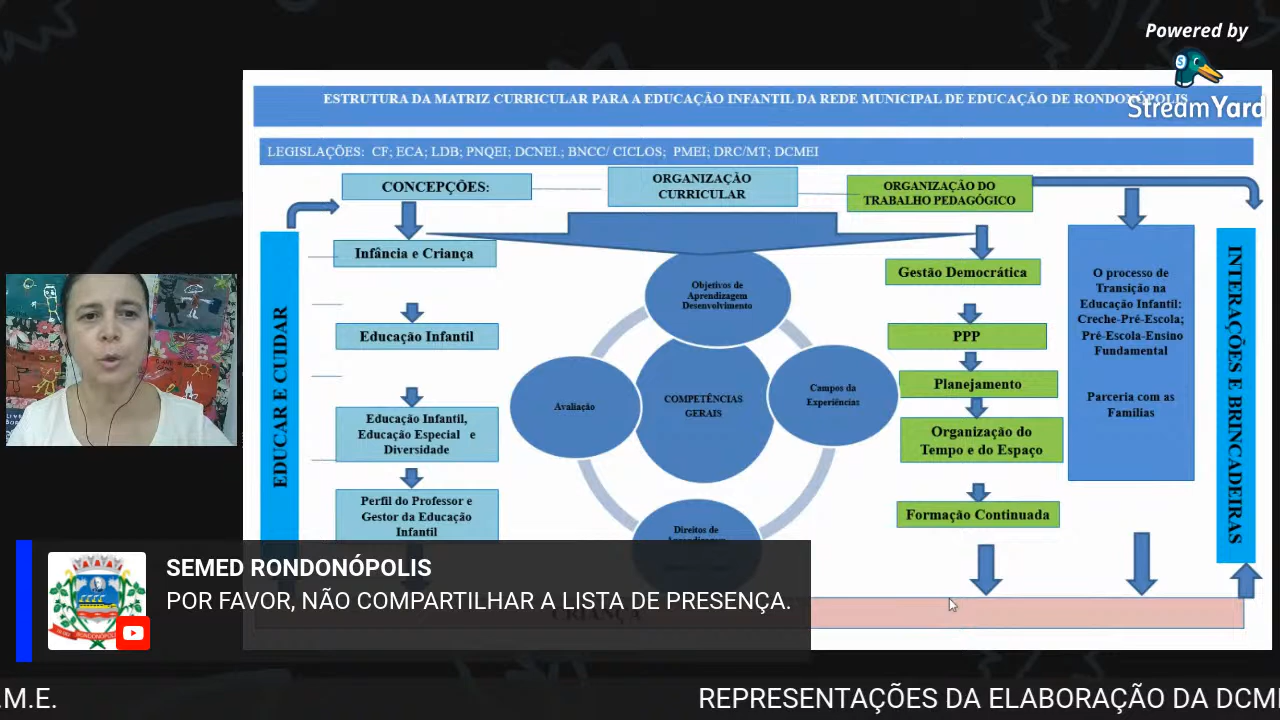 Powered by
StreamYard
ESTRUTURA DA MATRIZ CURRICULAR PARA A EDUCAÇÃO INFANTIL DA REDE MUNICIPAL DE EDUCAÇÃO DE RONDONÓPOLIS
LEGISLAÇÕES: CF; ECA; LDB; PNQEI; DCNEI.; BNCC/ CICLOS; PMEI; DRC/MT; DCMEI
CONCEPÇÕES:
ORGANIZAÇÃO
CURRICULAR
ORGANIZAÇÃO DO
TRABALHO PEDAGÓGICO
EDUCAR E CUIDAR
Infância e Criança
Educação Infantil
Educação Infantil,
Educação Especial e
Diversidade
Perfil do Professor e
Gestor da Educação
Infantil
Objetivos de
Aprendizagem
Desenvolvimento
Avaliação
COMPETÊNCIAS
GERAIS
Campos da
Experiências
Direitos de
Gestão Democrática
PPP
Planejamento
Organização do
Tempo e do Espaço
Formação Continuada
O processo de
Transição na
Educação Infantil:
Creche-Pré-Escola;
Pré-Escola-Ensino
Fundamental
Parceria com as
Famílias
INTERAÇÕES E BRINCADEIRAS
CRIANÇA
SEMED RONDONÓPOLIS
POR FAVOR, NÃO COMPARTILHAR A LISTA DE PRESENÇA.
.M.E.
REPRESENTAÇÕES DA ELABORAÇÃO DA DCM